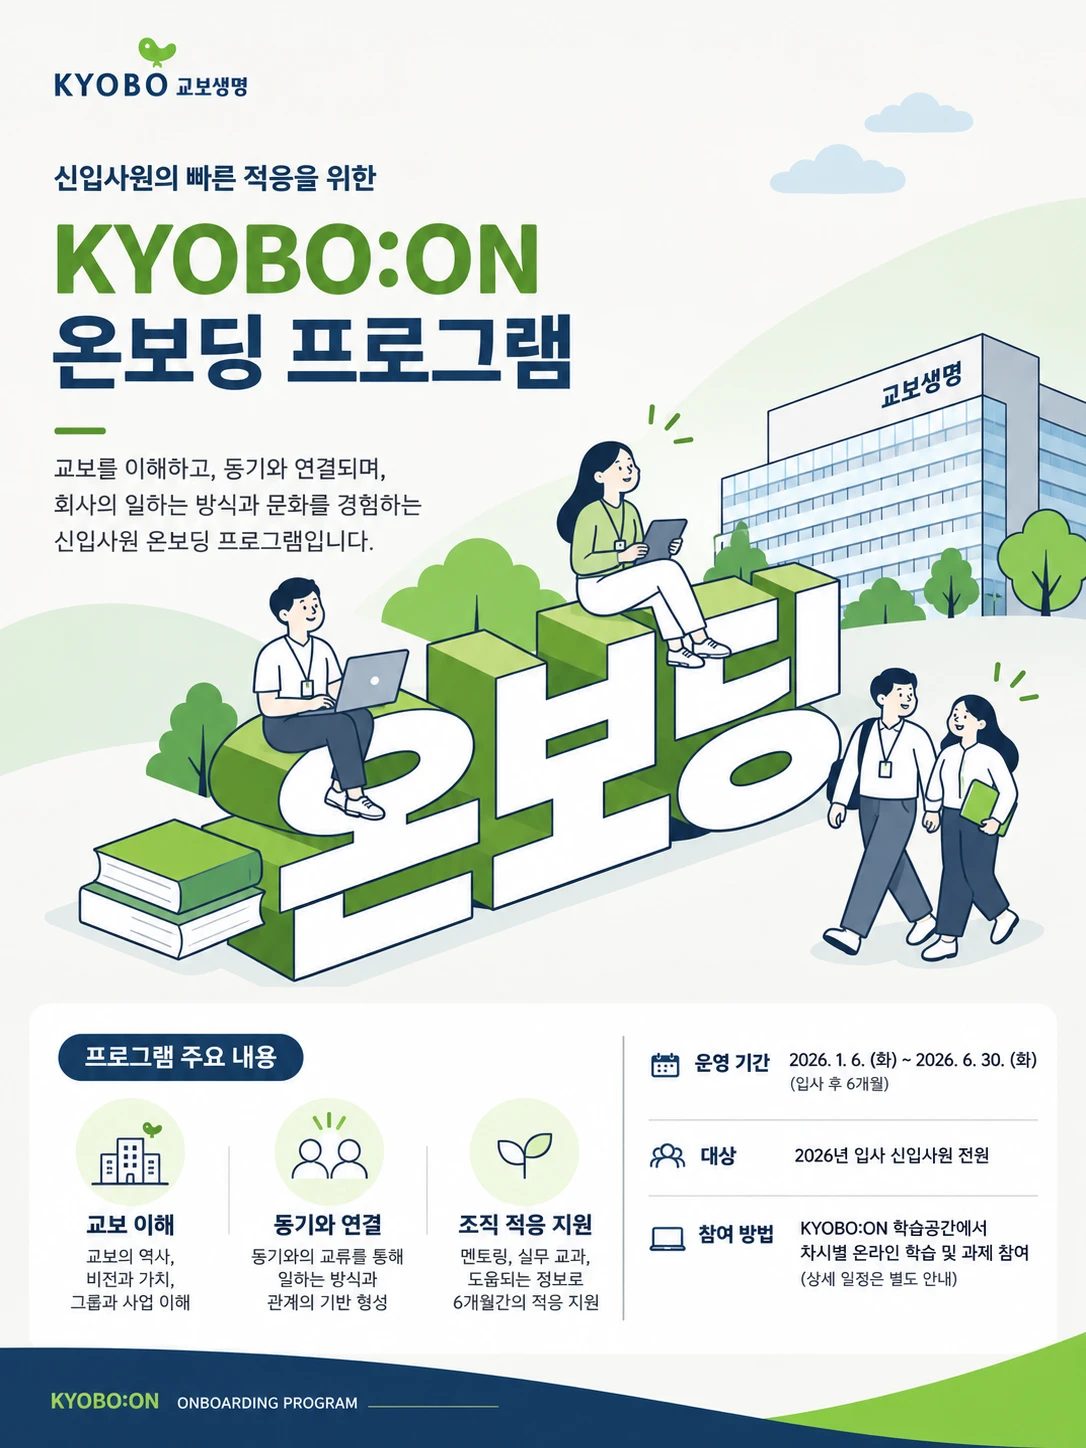 KYOBO 교보생명
신입사원의 빠른 적응을 위한
KYOBO:ON
온보딩 프로그램
교보를 이해하고, 동기와 연결되며,
회사의 일하는 방식과 문화를 경험하는
신입사원 온보딩 프로그램입니다.
교보생명
온보딩
프로그램 주요 내용
교보 이해
교보의 역사,
비전과 가치,
그룹과 사업 이해
동기와 연결
동기와의 교류를 통해
일하는 방식과
관계의 기반 형성
조직 적응 지원
멘토링, 실무 교과,
도움되는 정보로
6개월간의 적응 지원
운영 기간 2026. 1. 6. (화) ~ 2026. 6. 30. (화)
(입사 후 6개월)
대상 2026년 입사 신입사원 전원
참여 방법 KYOBO:ON 학습공간에서
차시별 온라인 학습 및 과제 참여
(상세 일정은 별도 안내)
KYOBO:ON ONBOARDING PROGRAM